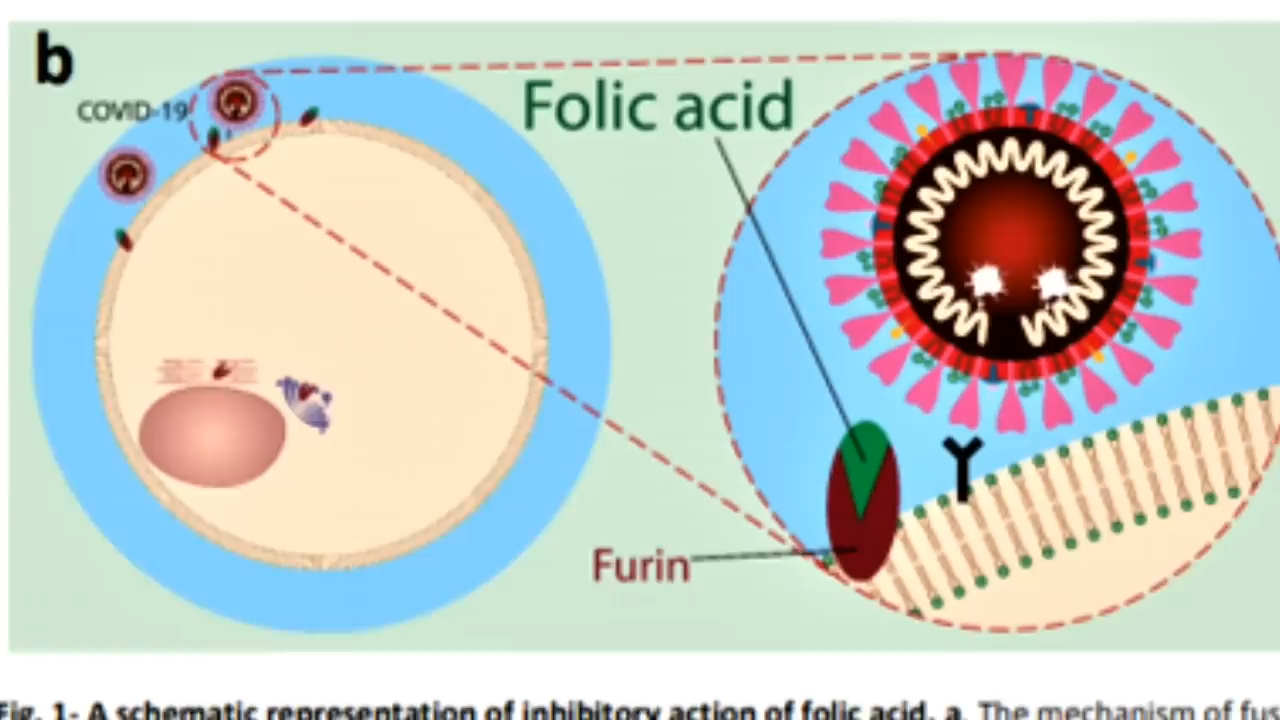 b
COVID-19
Folic acid
Furin
Fig. 1- A schematic representation of inhibitory action of folic acid. a. The mechanism of fus